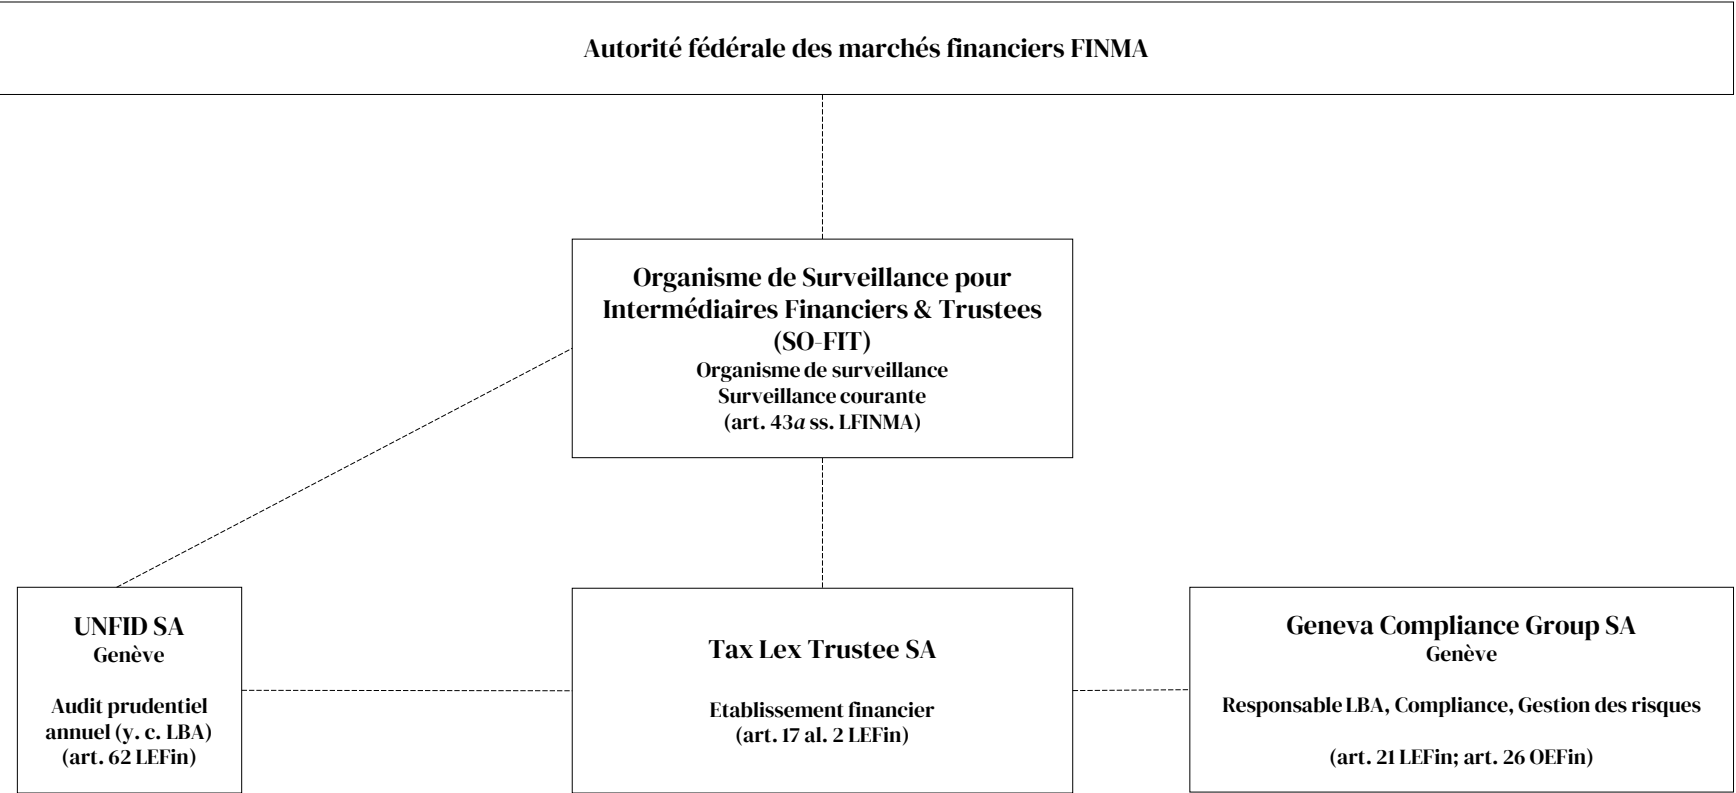 Autorité fédérale des marchés financiers FINMA
Organisme de Surveillance pour
Intermédiaires Financiers & Trustees
(SO-FIT)
Organisme de surveillance
Surveillance courante
(art. 43a ss. LFINMA)
UNFID SA
Genève
Audit prudentiel
annuel (y. c. LBA)
(art. 62 LEFin)
Tax Lex Trustee SA
Etablissement financier
(art. 17 al. 2 LEFin)
Geneva Compliance Group SA
Genève
Responsable LBA, Compliance, Gestion des risques
(art. 21 LEFin; art. 26 OEFin)